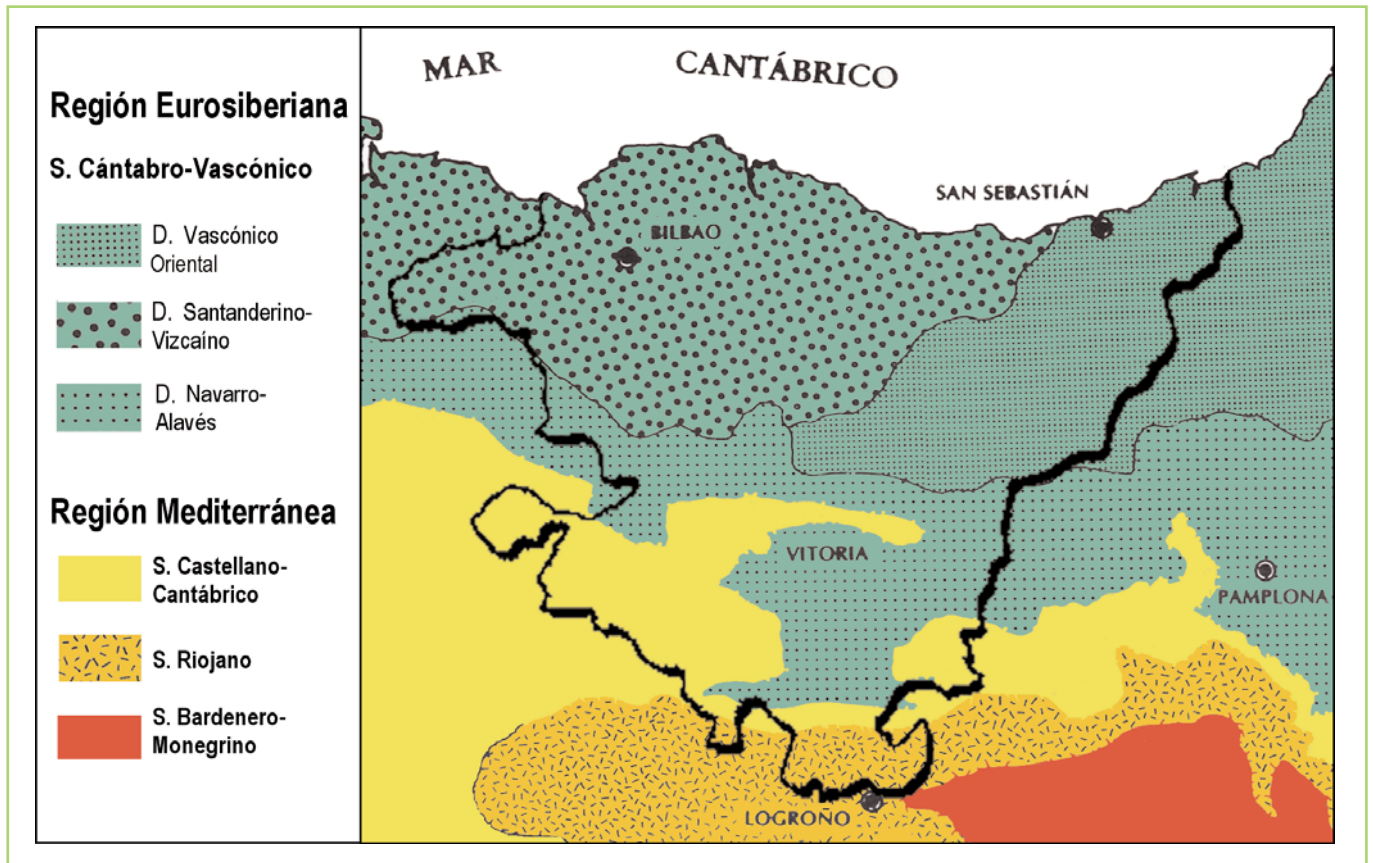 Región Eurosiberiana
S. Cántabro-Vascónico
D. Vascónico
Oriental
D. Santanderino-
Vizcaíno
D. Navarro-
Alavés
Región Mediterránea
S. Castellano-
Cantábrico
S. Riojano
S. Bardenero-
Monegrino
MAR CANTÁBRICO
SAN SEBASTIÁN
BILBAO
VITORIA
PAMPLONA
LOGROÑO